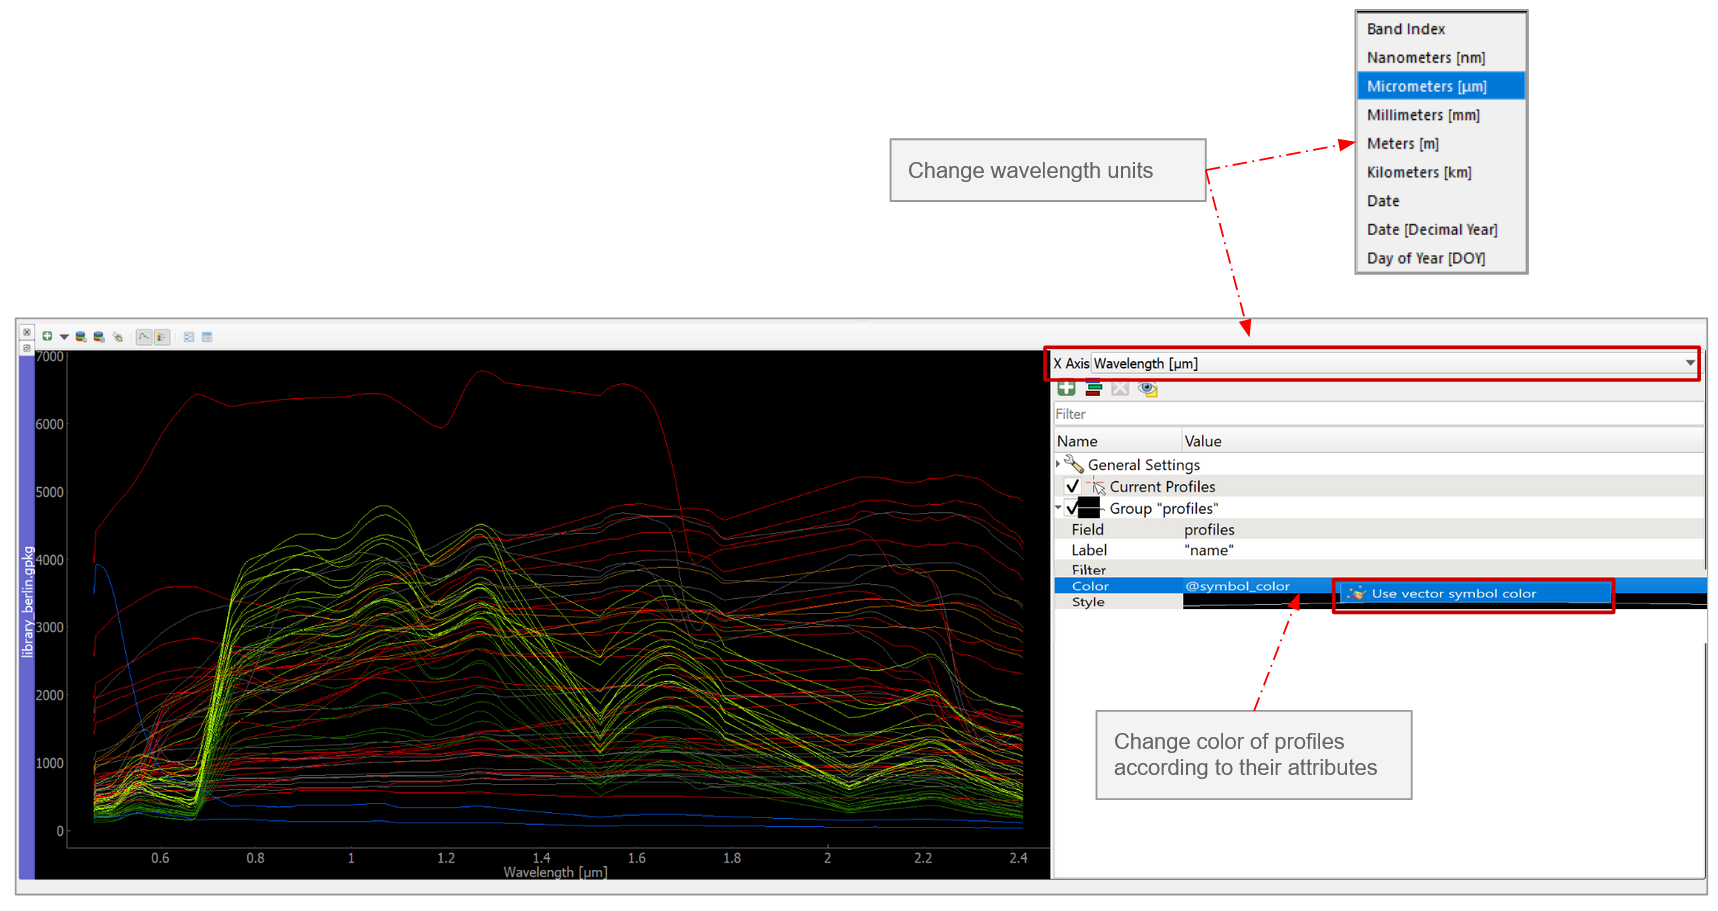 Band Index
Nanometers [nm]
Micrometers [µm]
Millimeters [mm]
Meters [m]
Kilometers [km]
Date
Date [Decimal Year]
Day of Year [DOY]
Change wavelength units
library_berlin.gpkg
7000
6000
5000
4000
3000
2000
1000
0
0.6
0.8
1
1.2
1.4
1.6
1.8
2
2.2
2.4
Wavelength [µm]
X Axis Wavelength [µm]
Filter
Name Value
General Settings
Current Profiles
Group "profiles"
Field profiles
Label "name"
Filter
Color @symbol_color
Use vector symbol color
Style
Change color of profiles
according to their attributes